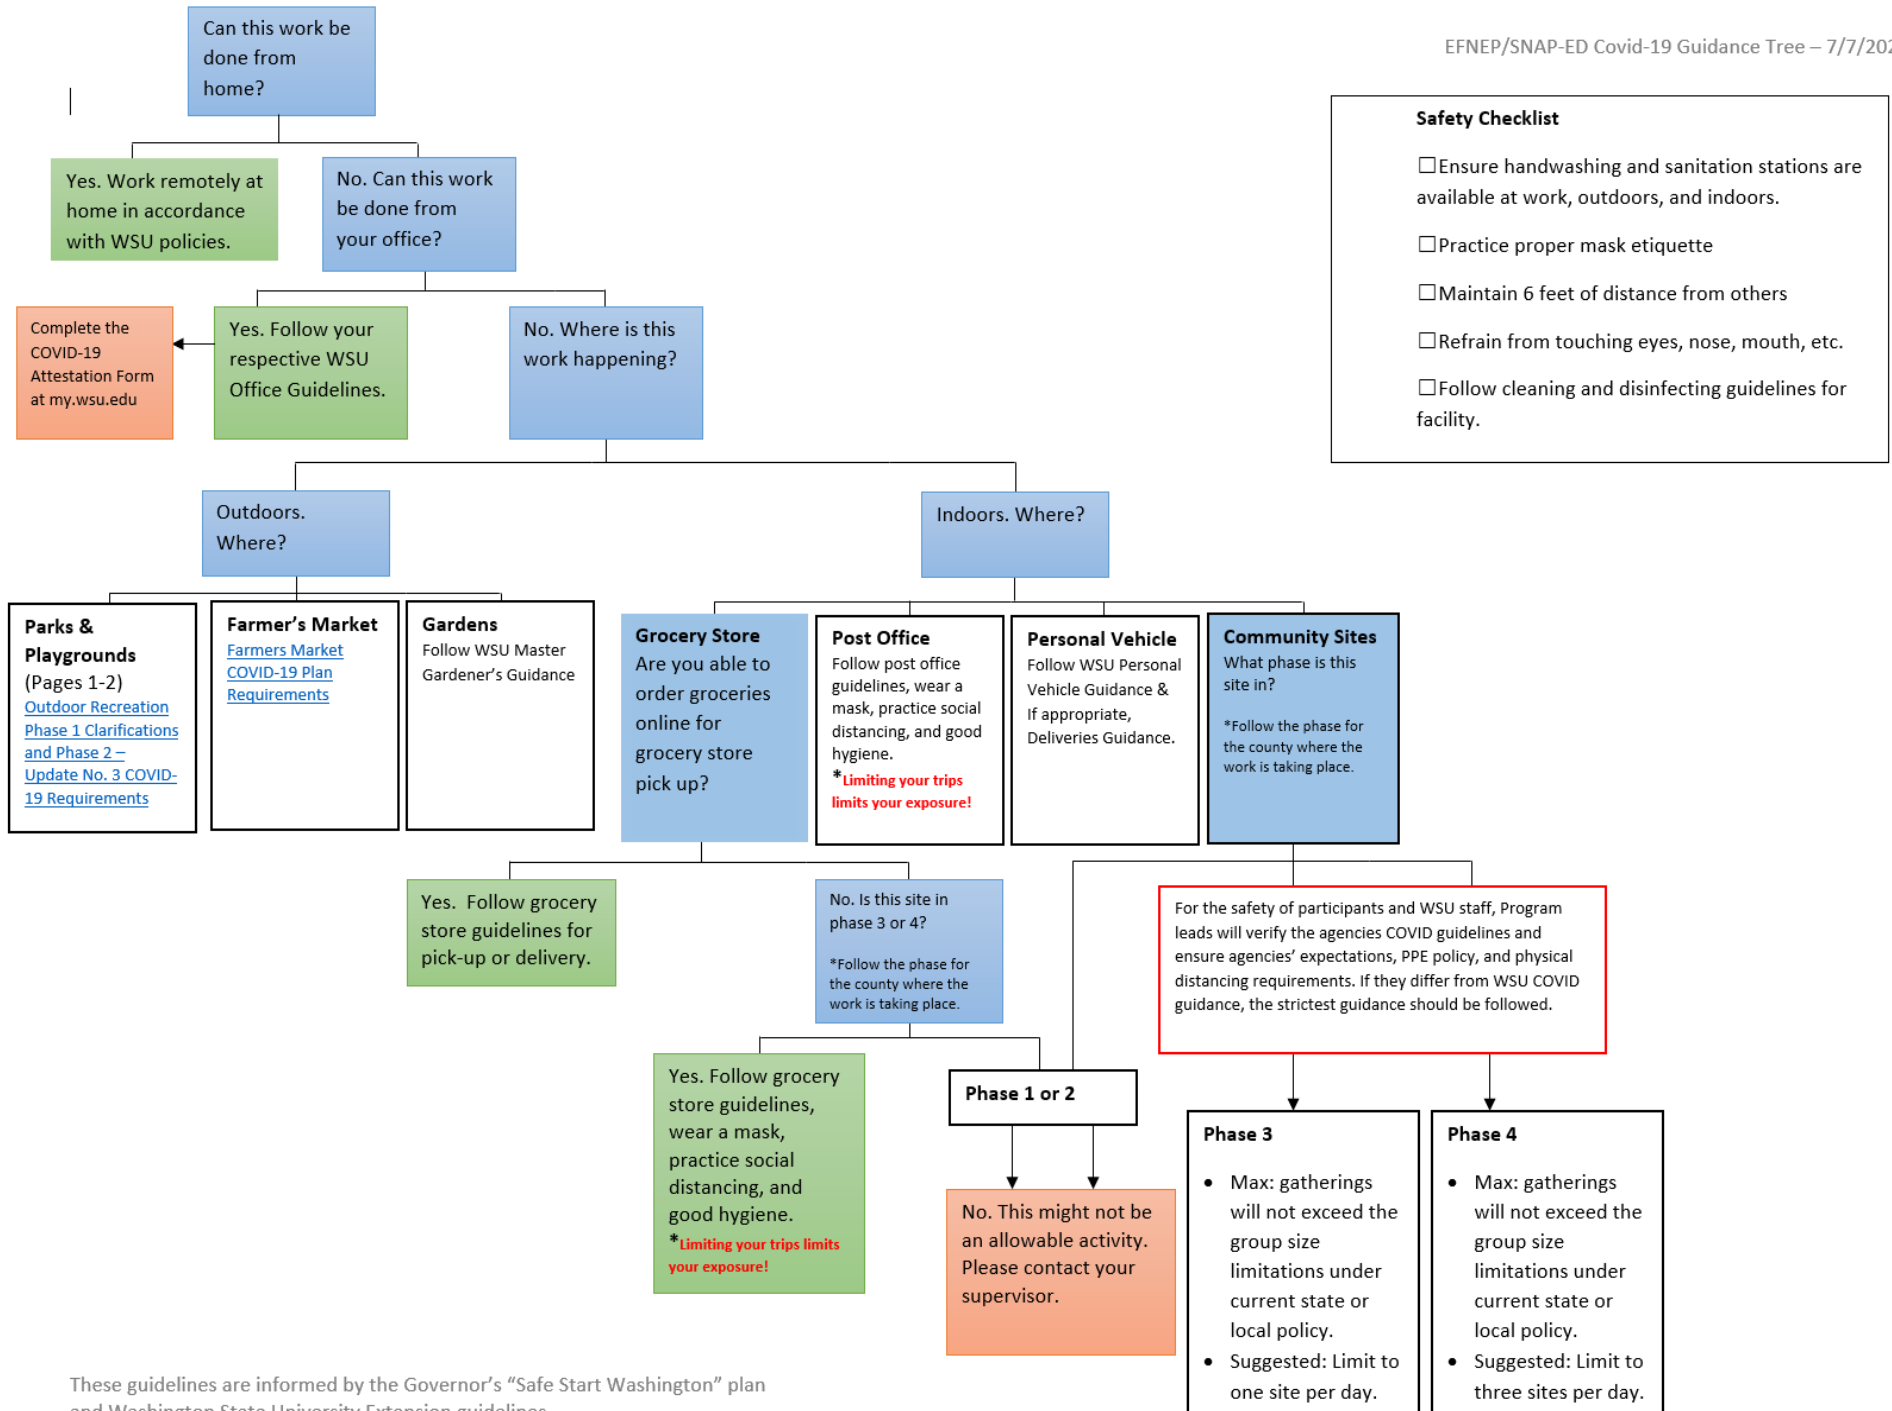 Can this work be
done from
home?
EFNEP/SNAP-ED Covid-19 Guidance Tree – 7/7/202
Safety Checklist
☐Ensure handwashing and sanitation stations are
available at work, outdoors, and indoors.
☐Practice proper mask etiquette
☐Maintain 6 feet of distance from others
☐Refrain from touching eyes, nose, mouth, etc.
☐Follow cleaning and disinfecting guidelines for
facility.
Yes. Work remotely at
home in accordance
with WSU policies.
No. Can this work
be done from
your office?
Complete the
COVID-19
Attestation Form
at my.wsu.edu
Yes. Follow your
respective WSU
Office Guidelines.
No. Where is this
work happening?
Outdoors.
Where?
Indoors. Where?
Parks &
Playgrounds
(Pages 1-2)
Outdoor Recreation
Phase 1 Clarifications
and Phase 2 –
Update No. 3 COVID-
19 Requirements
Farmer's Market
Farmers Market
COVID-19 Plan
Requirements
Gardens
Follow WSU Master
Gardener's Guidance
Grocery Store
Are you able to
order groceries
online for
grocery store
pick up?
Post Office
Follow post office
guidelines, wear a
mask, practice social
distancing, and good
hygiene.
*Limiting your trips
limits your exposure!
Personal Vehicle
Follow WSU Personal
Vehicle Guidance &
If appropriate,
Deliveries Guidance.
Community Sites
What phase is this
site in?
*Follow the phase for
the county where the
work is taking place.
Yes.  Follow grocery
store guidelines for
pick-up or delivery.
No. Is this site in
phase 3 or 4?
*Follow the phase for
the county where the
work is taking place.
For the safety of participants and WSU staff, Program
leads will verify the agencies COVID guidelines and
ensure agencies' expectations, PPE policy, and physical
distancing requirements. If they differ from WSU COVID
guidance, the strictest guidance should be followed.
Yes. Follow grocery
store guidelines,
wear a mask,
practice social
distancing, and
good hygiene.
*Limiting your trips limits
your exposure!
Phase 1 or 2
No. This might not be
an allowable activity.
Please contact your
supervisor.
Phase 3
• Max: gatherings
will not exceed the
group size
limitations under
current state or
local policy.
• Suggested: Limit to
one site per day.
Phase 4
• Max: gatherings
will not exceed the
group size
limitations under
current state or
local policy.
• Suggested: Limit to
three sites per day.
These guidelines are informed by the Governor's "Safe Start Washington" plan
and Washington State University Extension guidelines